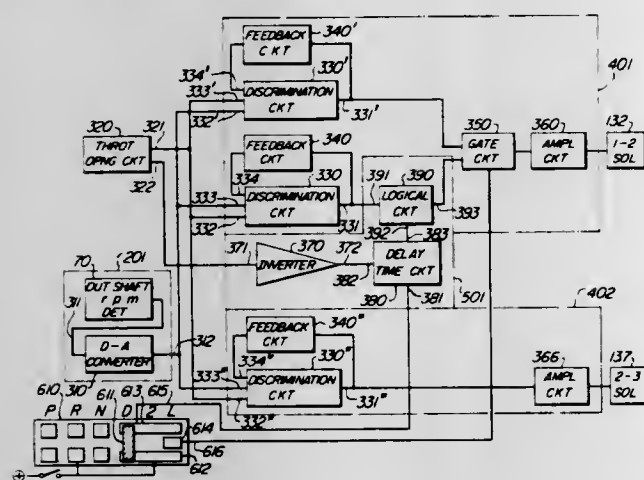 340'
FEEDBACK
CKT
334'
330'
401
333'
DISCRIMINATION
CKT
332'
331'
320
321
THROT
OPNG CKT
322
340
FEEDBACK
CKT
334
330
333
DISCRIMINATION
CKT
332
331
391
390
LOGICAL
CKT
392
393
350
GATE
CKT
360
AMPL CKT
132
1-2
SOL
371
370
INVERTER
372
382
383
DELAY
TIME CKT
380
381
501
402
70
201
OUT SHAFT
rpm
DET
311
D-A
CONVERTER
312
310
340"
FEEDBACK
CKT
334"
330"
333"
DISCRIMINATION
CKT
332"
331"
366
AMPL CKT
137
2-3
SOL
610
611
613
615
P R N D 2 L
614
616
612